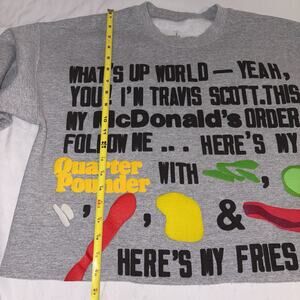 WHAT'S UP WORLD — YEAH,
YOU! I'M TRAVIS SCOTT.THIS
MY McDonald's ORDER
FOLLOW ME ... HERE'S MY
Quarter
Pounder WITH ,
, , &
HERE'S MY FRIES